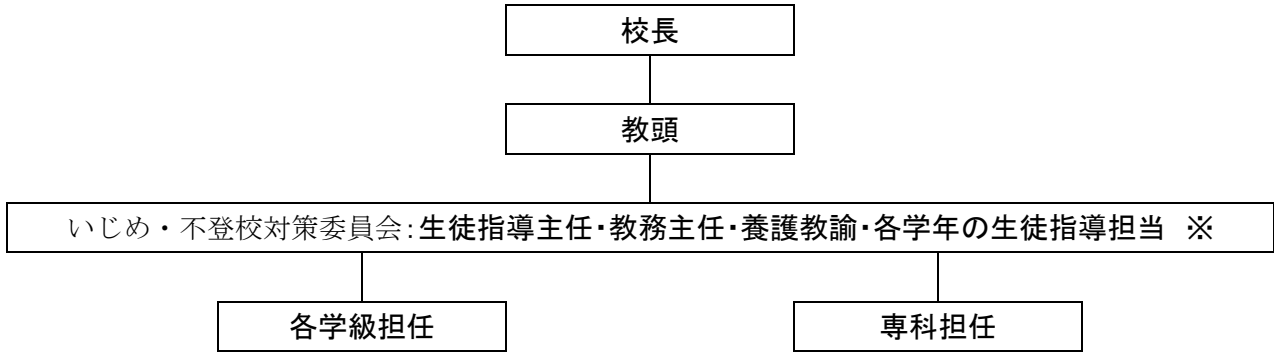 校長
教頭
いじめ・不登校対策委員会:生徒指導主任・教務主任・養護教諭・各学年の生徒指導担当 ※
各学級担任
専科担任